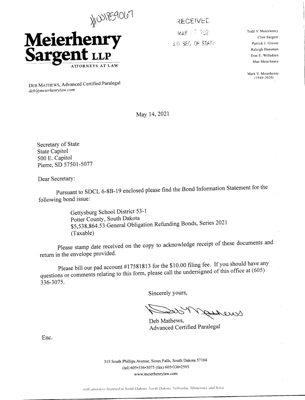 RECEIVED
MAY
SEC OF STATE
Meierhenry
Sargent LLP
ATTORNEYS AT LAW
Todd V. Meierhenry
Clint Sargent
Patrick J. Glover
Raleigh Hansman
Mae Meierhenry
Mark V. Meierhenry
DEB MATHEWS, Advanced Certified Paralegal
deb@meierhenrylaw.com
May 14, 2021
Secretary of State
State Capitol
500 E. Capitol
Pierre, SD 57501-5077
Dear Secretary:
Pursuant to SDCL 6-8B-19 enclosed please find the Bond Information Statement for the
following bond issue:
Gettysburg School District 53-1
Potter County, South Dakota
$5,538,864.53 General Obligation Refunding Bonds, Series 2021
(Taxable)
Please stamp date received on the copy to acknowledge receipt of these documents and
return in the envelope provided.
Please bill our pad account #17581813 for the $10.00 filing fee. If you should have any
questions or comments relating to this form, please call the undersigned of this office at (605)
336-3075.
Sincerely yours,
Deb Mathews
Deb Mathews,
Advanced Certified Paralegal
Enc.
315 South Phillips Avenue, Sioux Falls, South Dakota 57104
(tel) 605•336•3075 (fax) 605•336•2593
www.meierhenrylaw.com
with attorneys licensed in South Dakota, North Dakota, Nebraska, Minnesota and Iowa